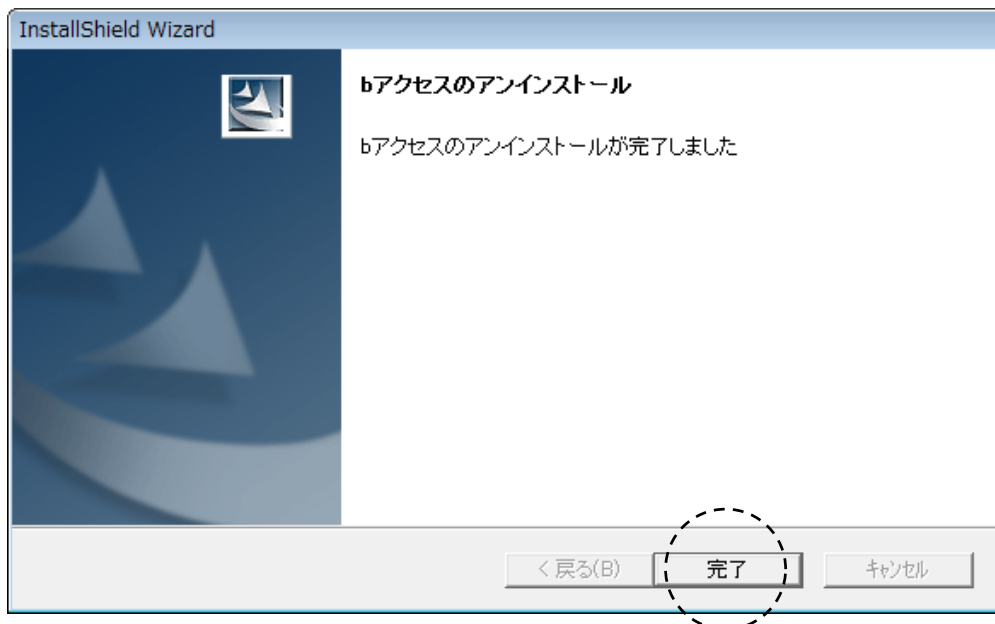 InstallShield Wizard
bアクセスのアンインストール
bアクセスのアンインストールが完了しました
< 戻る(B)
完了
キャンセル